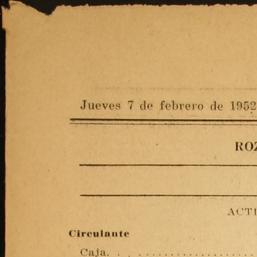 Jueves 7 de febrero de 1952
ROZ
ACTI
Circulante
Caja. . . . . . . . . . . . . . .